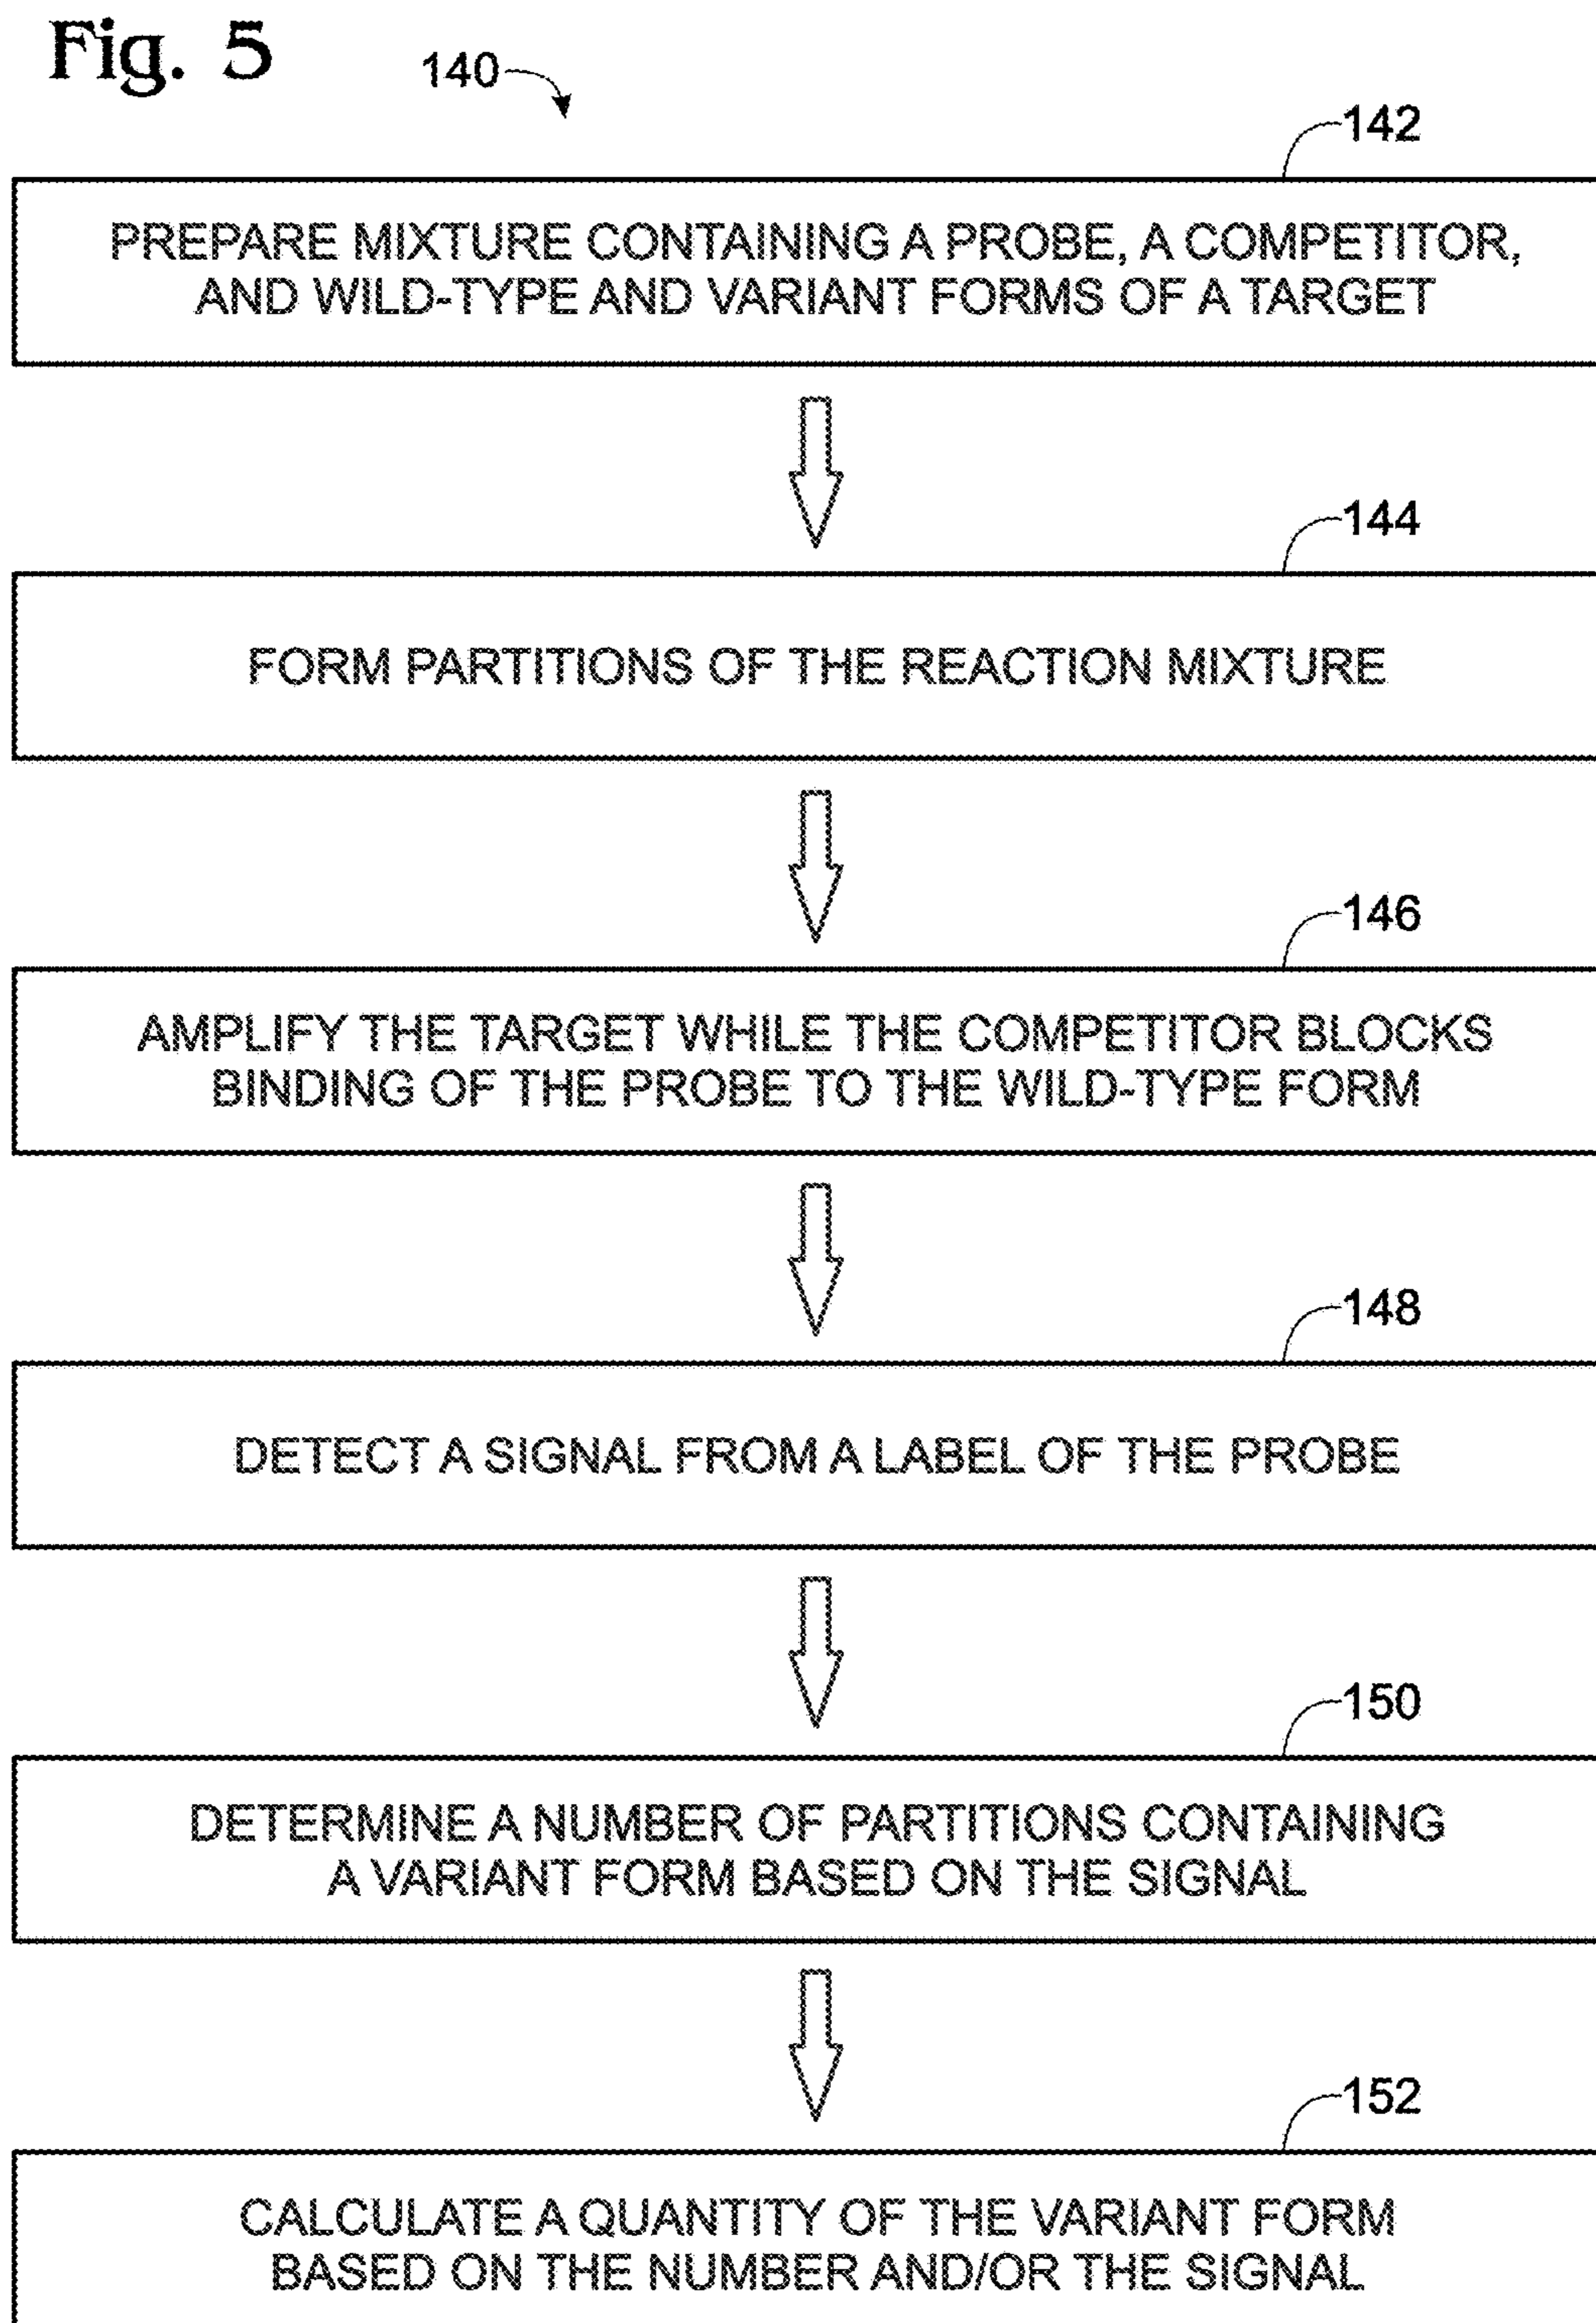 Fig. 5
140
142
PREPARE MIXTURE CONTAINING A PROBE, A COMPETITOR,
AND WILD-TYPE AND VARIANT FORMS OF A TARGET
144
FORM PARTITIONS OF THE REACTION MIXTURE
146
AMPLIFY THE TARGET WHILE THE COMPETITOR BLOCKS
BINDING OF THE PROBE TO THE WILD-TYPE FORM
148
DETECT A SIGNAL FROM A LABEL OF THE PROBE
150
DETERMINE A NUMBER OF PARTITIONS CONTAINING
A VARIANT FORM BASED ON THE SIGNAL
152
CALCULATE A QUANTITY OF THE VARIANT FORM
BASED ON THE NUMBER AND/OR THE SIGNAL